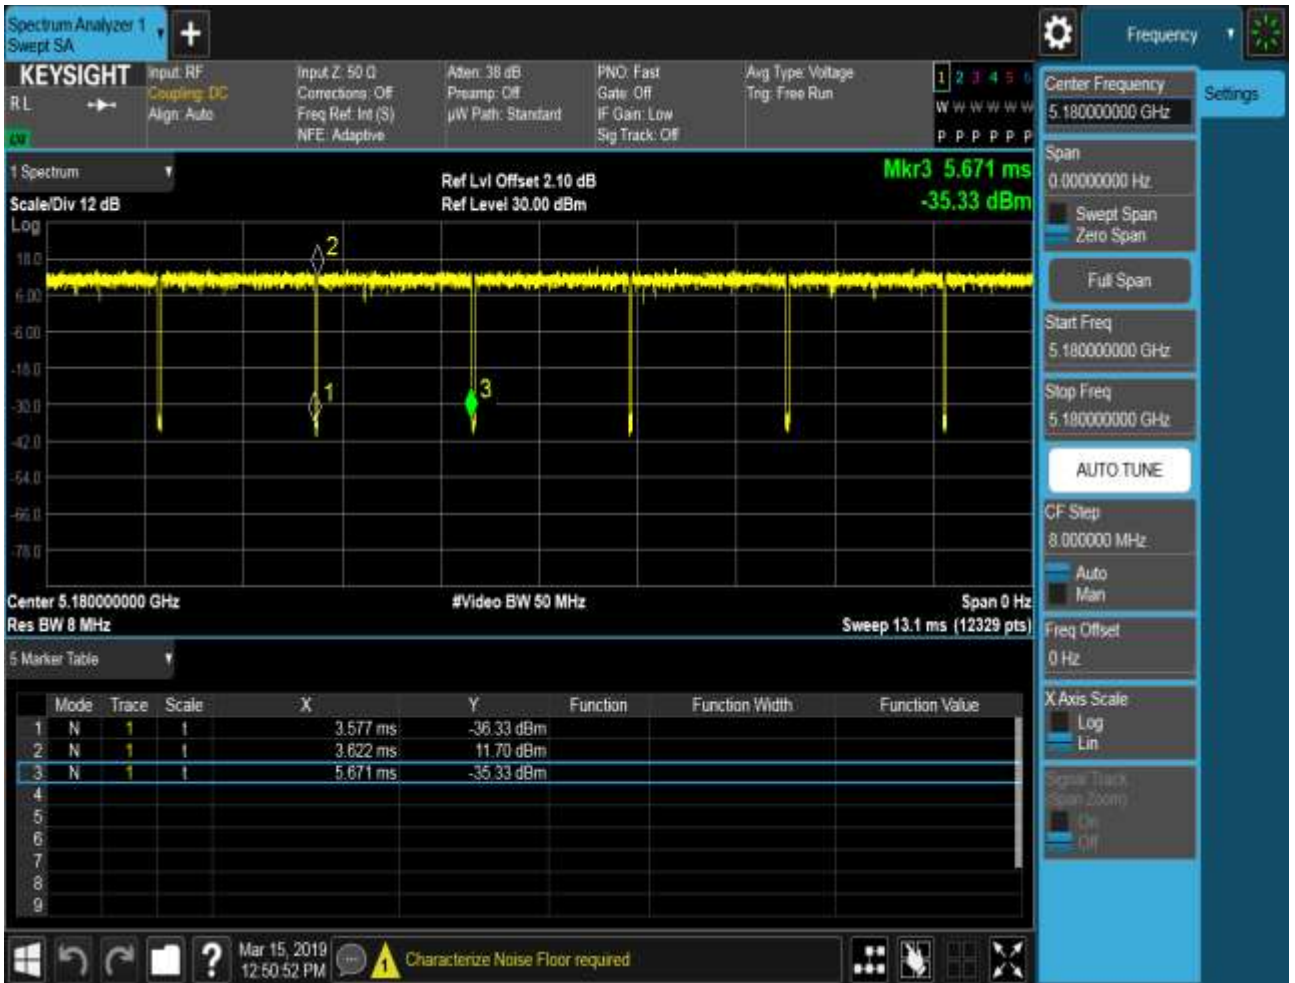 Spectrum Analyzer 1
Swept SA
+
Frequency
KEYSIGHT
RL
Input: RF
Coupling: DC
Align: Auto
Input Z: 50 Ω
Corrections: Off
Freq Ref: Int (S)
NFE: Adaptive
Atten: 38 dB
Preamp: Off
µW Path: Standard
PNO: Fast
Gate: Off
IF Gain: Low
Sig Track: Off
Avg Type: Voltage
Trig: Free Run
1 2 3 4 5 6
W W W W W W
P P P P P P
1 Spectrum
Scale/Div 12 dB
Log
Ref Lvl Offset 2.10 dB
Ref Level 30.00 dBm
Mkr3 5.671 ms
-35.33 dBm
18.0
6.00
-6.00
-18.0
-30.0
-42.0
-54.0
-66.0
-78.0
2
1
3
Center 5.180000000 GHz
#Video BW 50 MHz
Span 0 Hz
Res BW 8 MHz
Sweep 13.1 ms (12329 pts)
5 Marker Table
Mode Trace Scale X Y Function Function Width Function Value
1 N 1 t 3.577 ms -36.33 dBm
2 N 1 t 3.622 ms 11.70 dBm
3 N 1 t 5.671 ms -35.33 dBm
4
5
6
7
8
9
Mar 15, 2019
12:50:52 PM
?
1
Characterize Noise Floor required
Settings
Center Frequency
5.180000000 GHz
Span
0.00000000 Hz
Swept Span
Zero Span
Full Span
Start Freq
5.180000000 GHz
Stop Freq
5.180000000 GHz
AUTO TUNE
CF Step
8.000000 MHz
Auto
Man
Freq Offset
0 Hz
X Axis Scale
Log
Lin
Signal Track
(Span Zoom)
On
Off